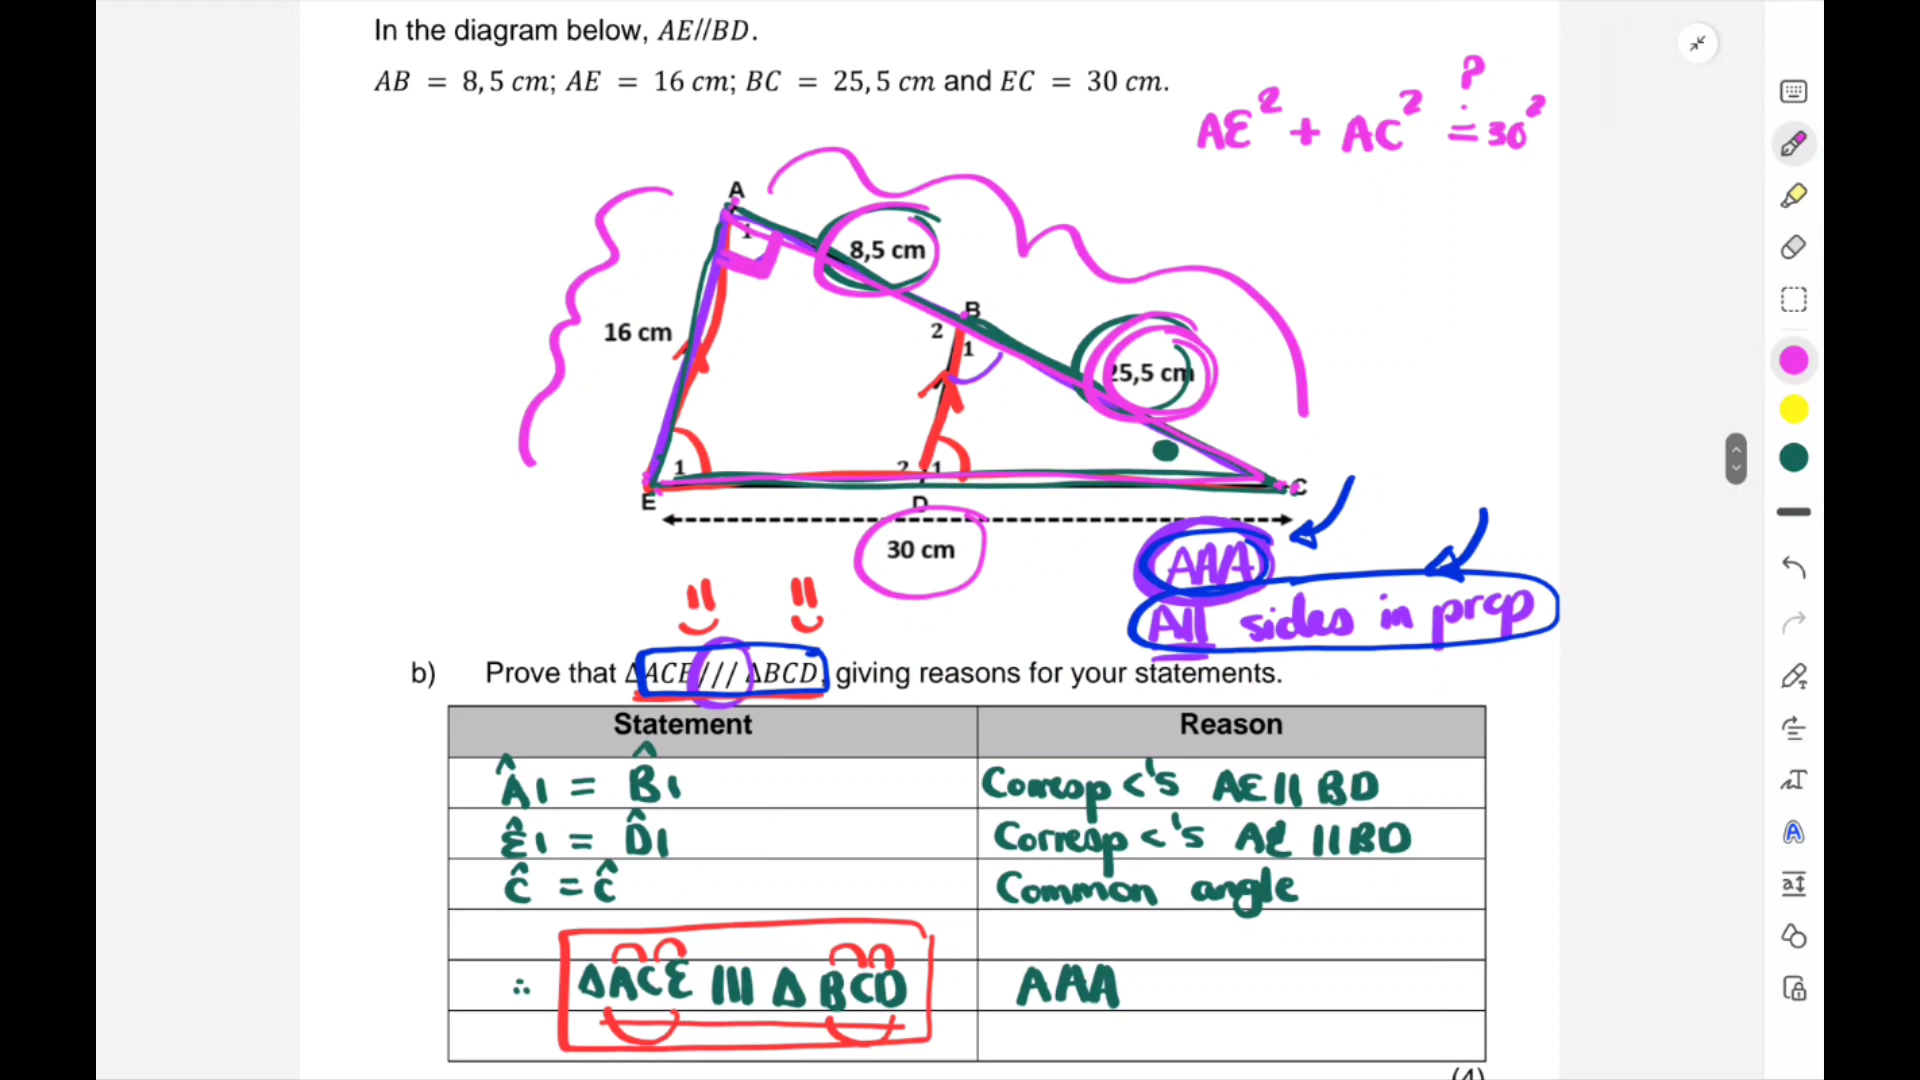 In the diagram below, AE//BD.
AB = 8,5 cm; AE = 16 cm; BC = 25,5 cm and EC = 30 cm.
AE² + AC² ?= 30²
A
1
8,5 cm
B
2
1
16 cm
25,5 cm
1
2 1
E
D
C
30 cm
AAA
All sides in prop
b) Prove that ΔACE /// ΔBCD, giving reasons for your statements.
Statement Reason
Â1 = B̂1 Corresp <'s AE || BD
Ê1 = D̂1 Corresp <'s AE || BD
Ĉ = Ĉ Common angle
∴ ΔACE ||| ΔBCD AAA
(4)